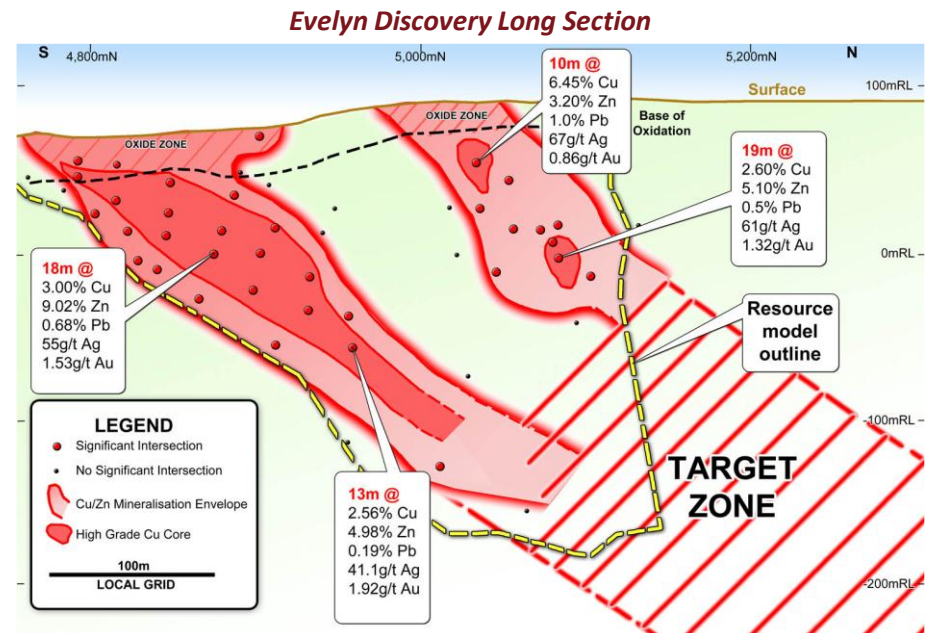 Evelyn Discovery Long Section
S
4,800mN
5,000mN
5,200mN
N
100mRL
Surface
OXIDE ZONE
OXIDE ZONE
Base of
Oxidation
10m @
6.45% Cu
3.20% Zn
1.0% Pb
67g/t Ag
0.86g/t Au
19m @
2.60% Cu
5.10% Zn
0.5% Pb
61g/t Ag
1.32g/t Au
0mRL
18m @
3.00% Cu
9.02% Zn
0.68% Pb
55g/t Ag
1.53g/t Au
Resource
model
outline
-100mRL
LEGEND
Significant Intersection
No Significant Intersection
Cu/Zn Mineralisation Envelope
High Grade Cu Core
100m
LOCAL GRID
13m @
2.56% Cu
4.98% Zn
0.19% Pb
41.1g/t Ag
1.92g/t Au
TARGET
ZONE
-200mRL